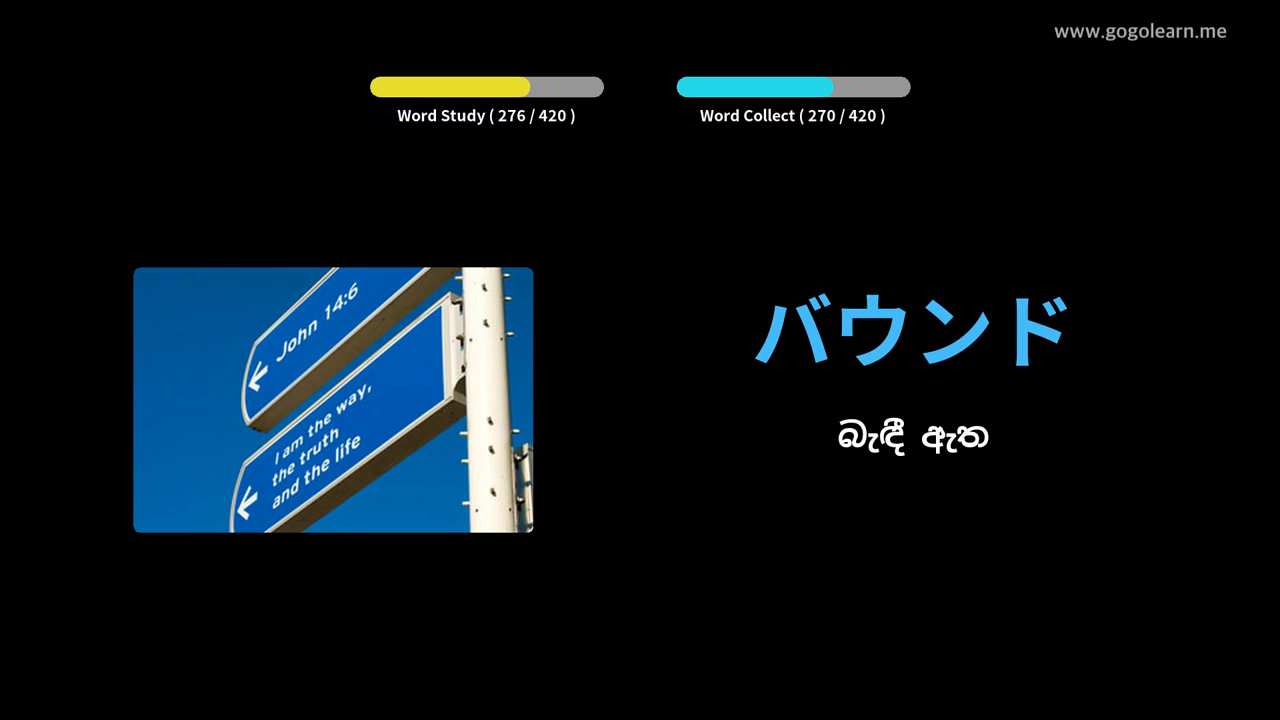 www.gogolearn.me
Word Study ( 276 / 420 )
Word Collect ( 270 / 420 )
John 14:6
I am the way,
the truth
and the life
バウンド
බැඳී ඇත